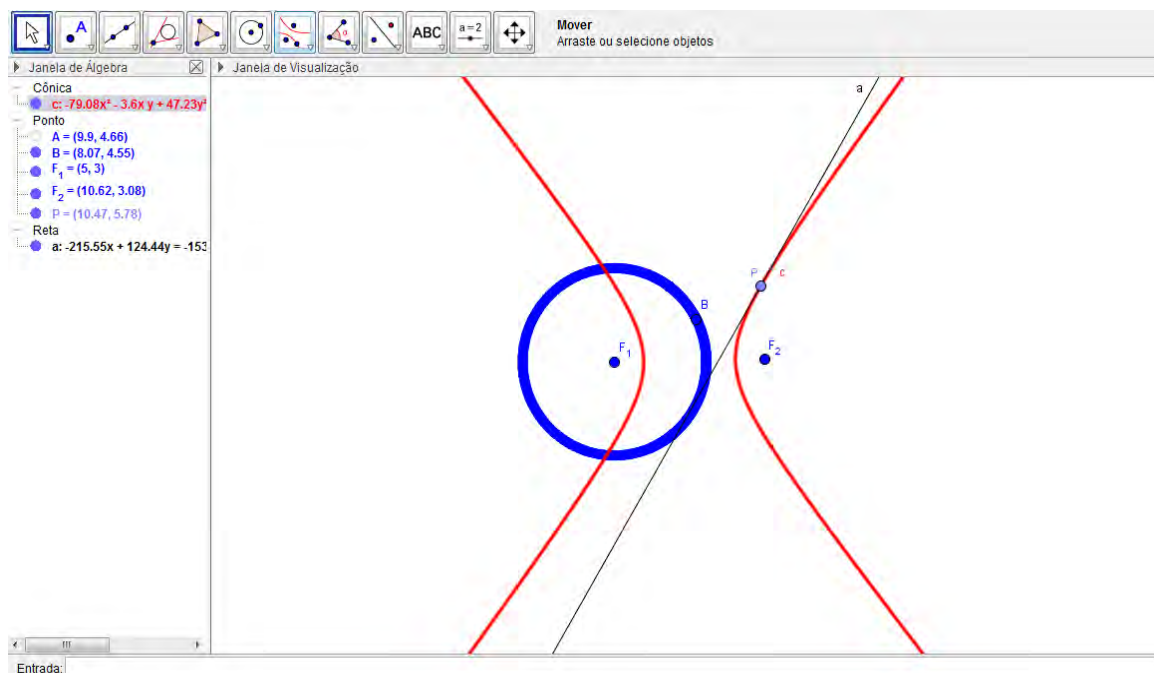 A
ABC
a=2
Mover
Arraste ou selecione objetos
Janela de Álgebra
Janela de Visualização
Cônica
c: -79.08x² - 3.6x y + 47.23y²
Ponto
A = (9.9, 4.66)
B = (8.07, 4.55)
F₁ = (5, 3)
F₂ = (10.62, 3.08)
P = (10.47, 5.78)
Reta
a: -215.55x + 124.44y = -153
a
P
c
B
F₁
F₂
Entrada: